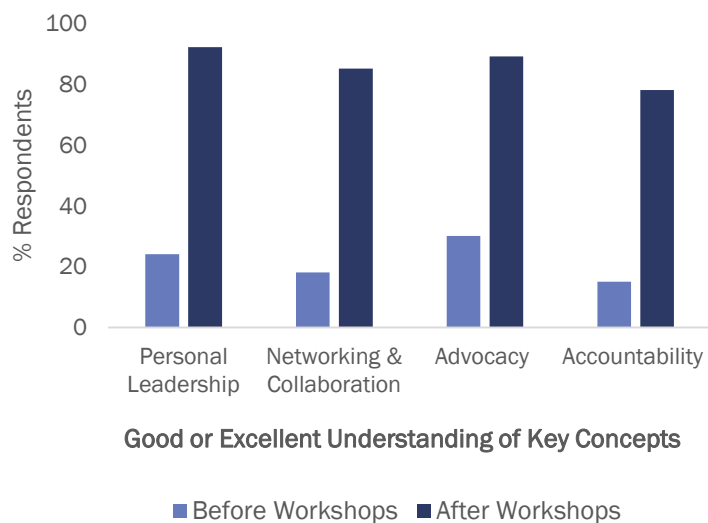 100
80
60
40
20
0
% Respondents
Personal
Leadership
Networking &
Collaboration
Advocacy
Accountability
Good or Excellent Understanding of Key Concepts
Before Workshops
After Workshops